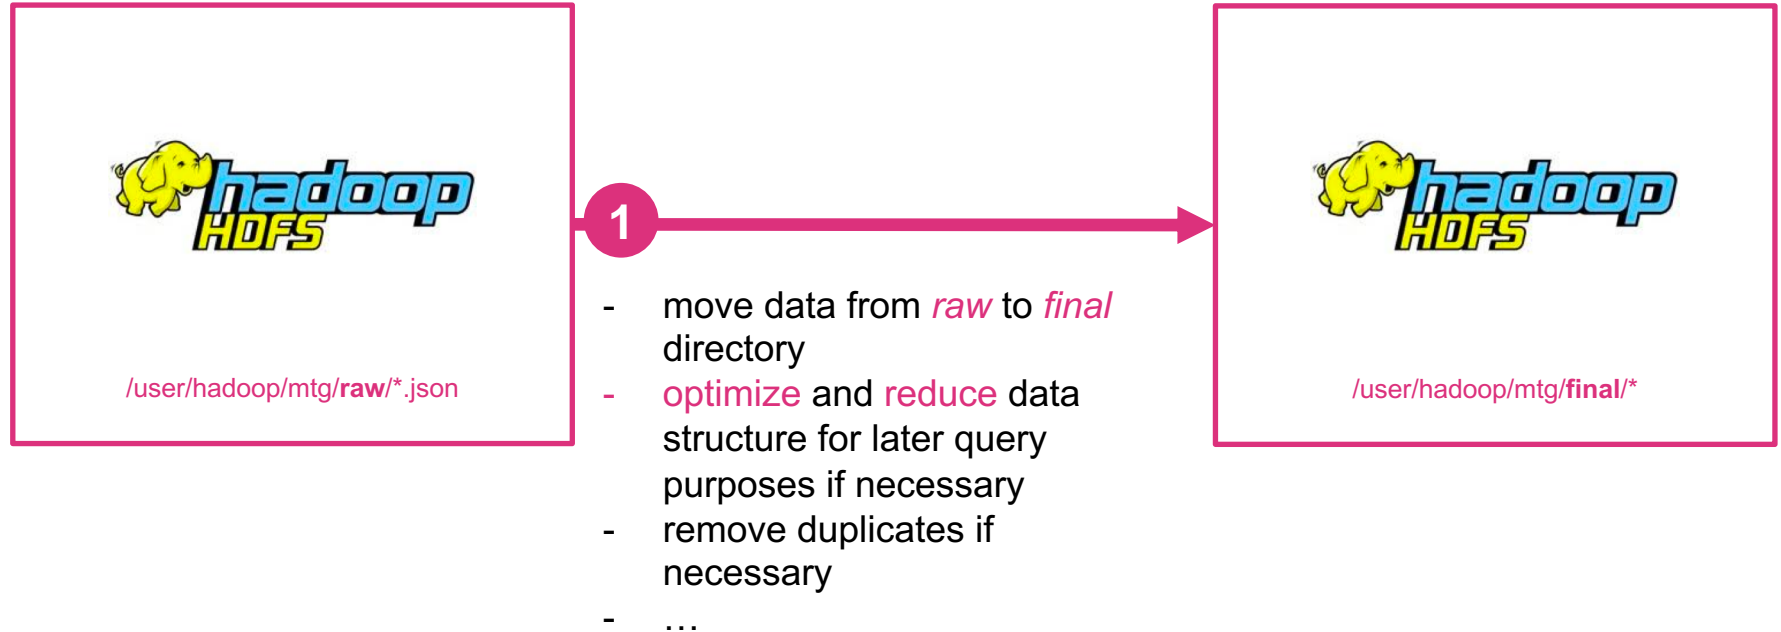 hadoop
HDFS
/user/hadoop/mtg/raw/*.json
1
- move data from raw to final
directory
- optimize and reduce data
structure for later query
purposes if necessary
- remove duplicates if
necessary
- ...
hadoop
HDFS
/user/hadoop/mtg/final/*